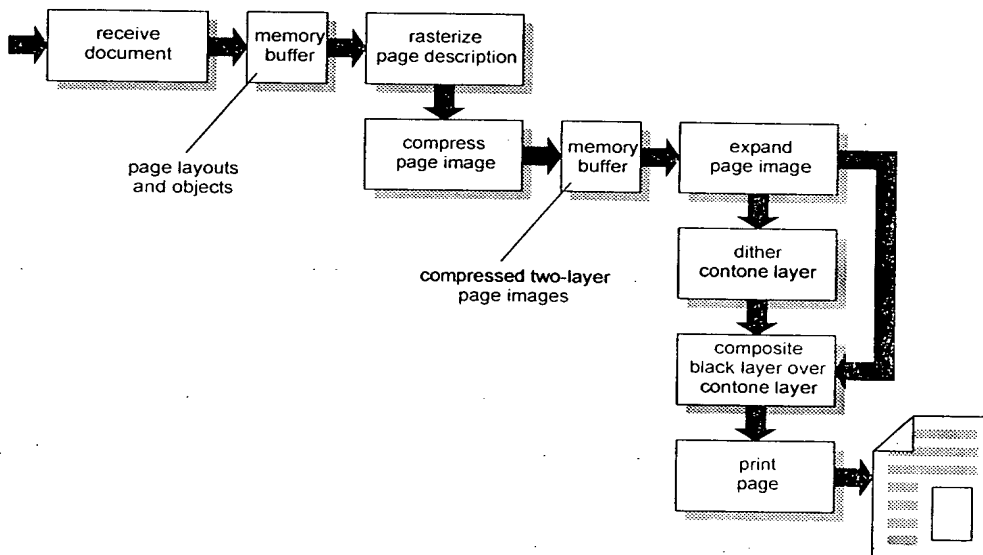 receive
document
memory
buffer
rasterize
page description
page layouts
and objects
compress
page image
memory
buffer
expand
page image
compressed two-layer
page images
dither
contone layer
composite
black layer over
contone layer
print
page